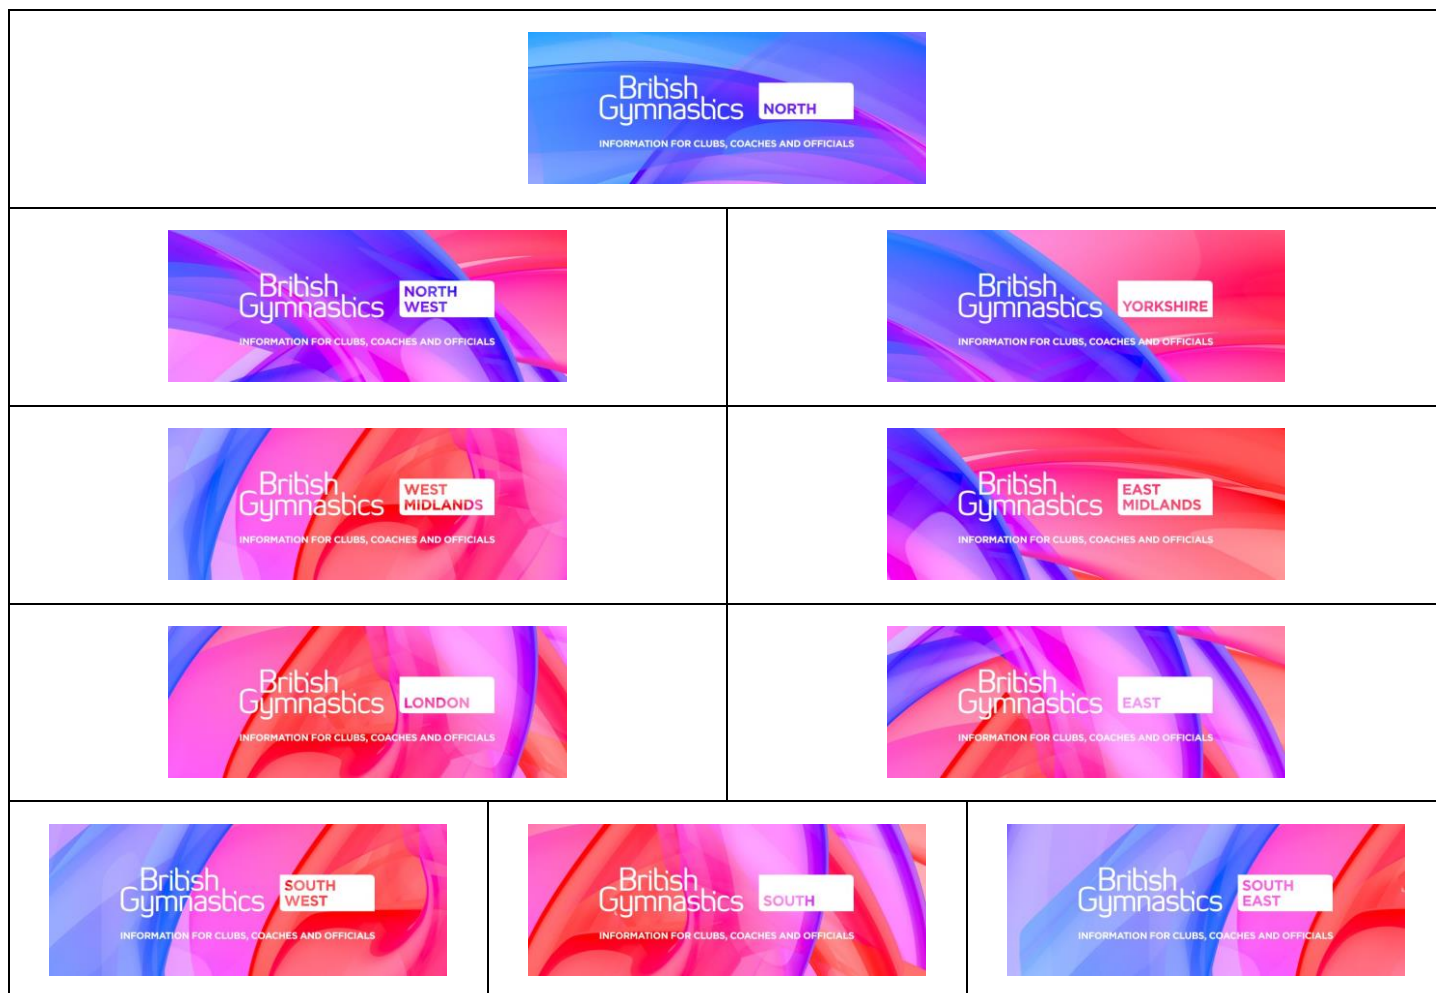 British
Gymnastics
NORTH
INFORMATION FOR CLUBS, COACHES AND OFFICIALS
British
Gymnastics
NORTH
WEST
INFORMATION FOR CLUBS, COACHES AND OFFICIALS
British
Gymnastics
YORKSHIRE
INFORMATION FOR CLUBS, COACHES AND OFFICIALS
British
Gymnastics
WEST
MIDLANDS
INFORMATION FOR CLUBS, COACHES AND OFFICIALS
British
Gymnastics
EAST
MIDLANDS
INFORMATION FOR CLUBS, COACHES AND OFFICIALS
British
Gymnastics
LONDON
INFORMATION FOR CLUBS, COACHES AND OFFICIALS
British
Gymnastics
EAST
INFORMATION FOR CLUBS, COACHES AND OFFICIALS
British
Gymnastics
SOUTH
WEST
INFORMATION FOR CLUBS, COACHES AND OFFICIALS
British
Gymnastics
SOUTH
INFORMATION FOR CLUBS, COACHES AND OFFICIALS
British
Gymnastics
SOUTH
EAST
INFORMATION FOR CLUBS, COACHES AND OFFICIALS